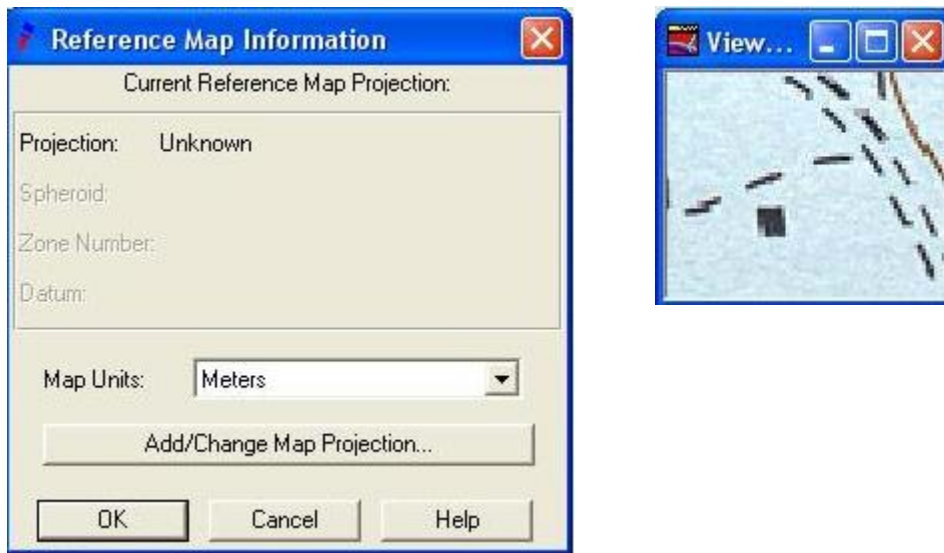 Reference Map Information
Current Reference Map Projection:
Projection: Unknown
Spheroid:
Zone Number:
Datum:
Map Units: Meters
Add/Change Map Projection...
OK Cancel Help
View...